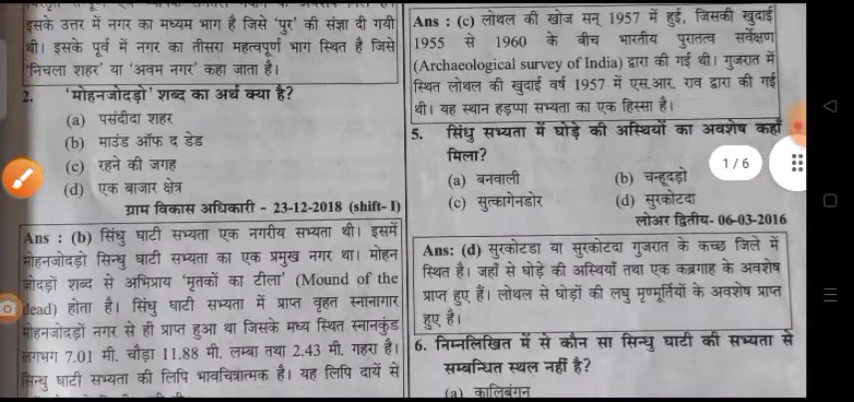 इसके उत्तर में नगर का मध्यम भाग है जिसे 'पुर' की संज्ञा दी गयी
थी। इसके पूर्व में नगर का तीसरा महत्वपूर्ण भाग स्थित है जिसे
'निचला शहर' या 'अवम नगर' कहा जाता है।
2. 'मोहनजोदड़ो' शब्द का अर्थ क्या है?
(a) पसंदीदा शहर
(b) माउंड ऑफ द डेड
(c) रहने की जगह
(d) एक बाजार क्षेत्र
ग्राम विकास अधिकारी - 23-12-2018 (shift- I)
Ans : (b) सिंधु घाटी सभ्यता एक नगरीय सभ्यता थी। इसमें
मोहनजोदड़ो सिन्धु घाटी सभ्यता का एक प्रमुख नगर था। मोहन
जोदड़ों शब्द से अभिप्राय 'मृतकों का टीला' (Mound of the
dead) होता है। सिंधु घाटी सभ्यता में प्राप्त वृहत स्नानागार
मोहनजोदड़ों नगर से ही प्राप्त हुआ था जिसके मध्य स्थित स्नानकुंड
लगभग 7.01 मी. चौड़ा 11.88 मी. लम्बा तथा 2.43 मी. गहरा है।
सिन्धु घाटी सभ्यता की लिपि भावचित्रात्मक है। यह लिपि दायें से
Ans : (c) लोथल की खोज सन् 1957 में हुई, जिसकी खुदाई
1955 से 1960 के बीच भारतीय पुरातत्व सर्वेक्षण
(Archaeological survey of India) द्वारा की गई थी। गुजरात में
स्थित लोथल की खुदाई वर्ष 1957 में एस.आर. राव द्वारा की गई
थी। यह स्थान हड़प्पा सभ्यता का एक हिस्सा है।
5. सिंधु सभ्यता में घोड़े की अस्थियों का अवशेष कहाँ
मिला?
1 / 6
(a) बनवाली (b) चन्हूदड़ो
(c) सुत्कागेनडोर (d) सुरकोटदा
लोअर द्वितीय- 06-03-2016
Ans: (d) सुरकोटडा या सुरकोटदा गुजरात के कच्छ जिले में
स्थित है। जहाँ से घोड़े की अस्थियाँ तथा एक कब्रगाह के अवशेष
प्राप्त हुए हैं। लोथल से घोड़ों की लघु मृण्मूर्तियों के अवशेष प्राप्त
हुए है।
6. निम्नलिखित में से कौन सा सिन्धु घाटी की सभ्यता से
सम्बन्धित स्थल नहीं है?
(a) कालिबंगन